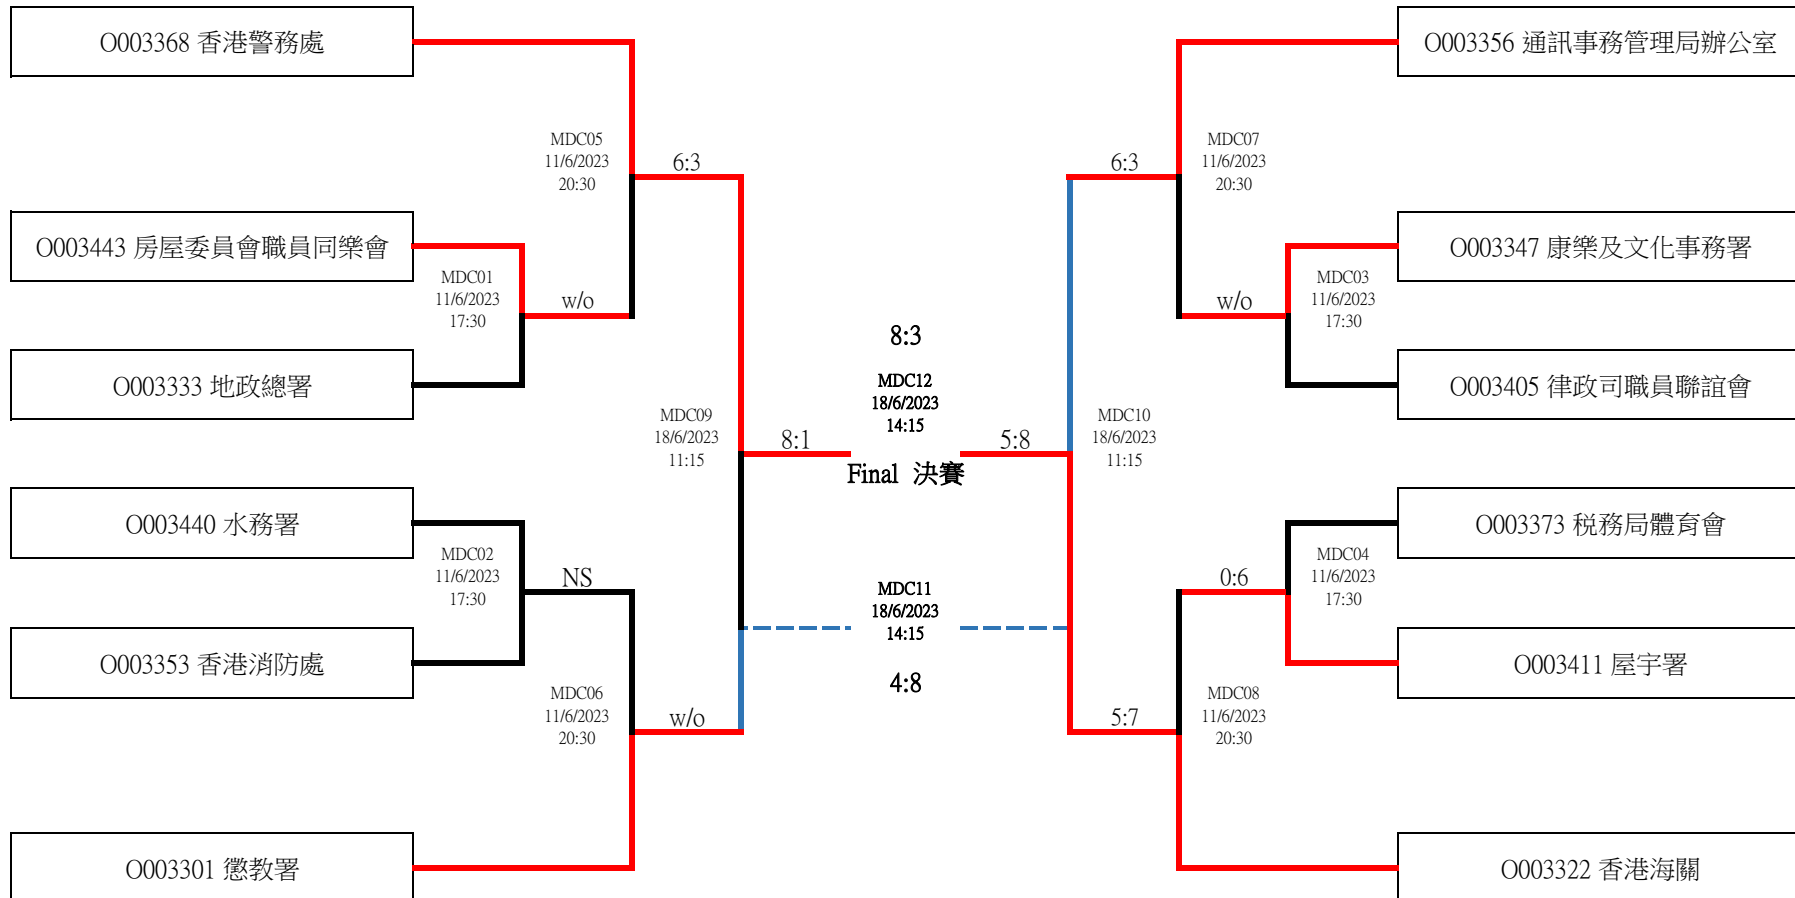 O003368 香港警務處
O003356 通訊事務管理局辦公室
MDC05
11/6/2023
20:30
6:3
6:3
MDC07
11/6/2023
20:30
O003443 房屋委員會職員同樂會
O003347 康樂及文化事務署
MDC01
11/6/2023
17:30
w/o
w/o
MDC03
11/6/2023
17:30
8:3
O003333 地政總署
MDC12
18/6/2023
14:15
O003405 律政司職員聯誼會
MDC09
18/6/2023
11:15
8:1
5:8
MDC10
18/6/2023
11:15
Final 決賽
O003440 水務署
O003373 税務局體育會
MDC02
11/6/2023
17:30
NS
0:6
MDC04
11/6/2023
17:30
MDC11
18/6/2023
14:15
O003353 香港消防處
O003411 屋宇署
4:8
MDC06
11/6/2023
20:30
w/o
5:7
MDC08
11/6/2023
20:30
O003301 懲教署
O003322 香港海關